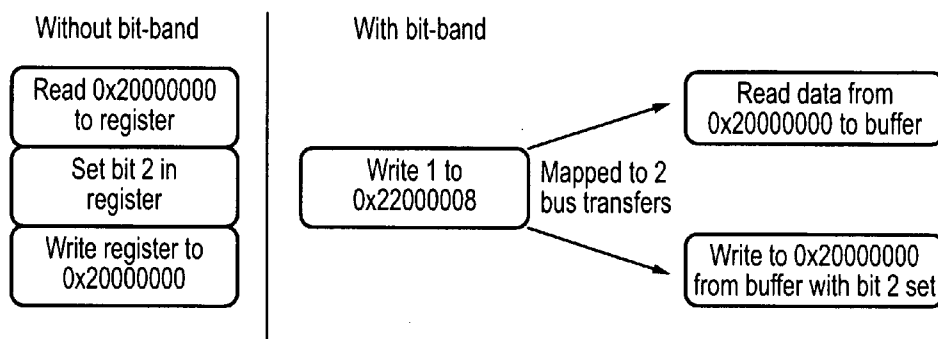 Without bit-band
Read 0x20000000
to register
Set bit 2 in
register
Write register to
0x20000000
With bit-band
Write 1 to
0x22000008
Mapped to 2
bus transfers
Read data from
0x20000000 to buffer
Write to 0x20000000
from buffer with bit 2 set